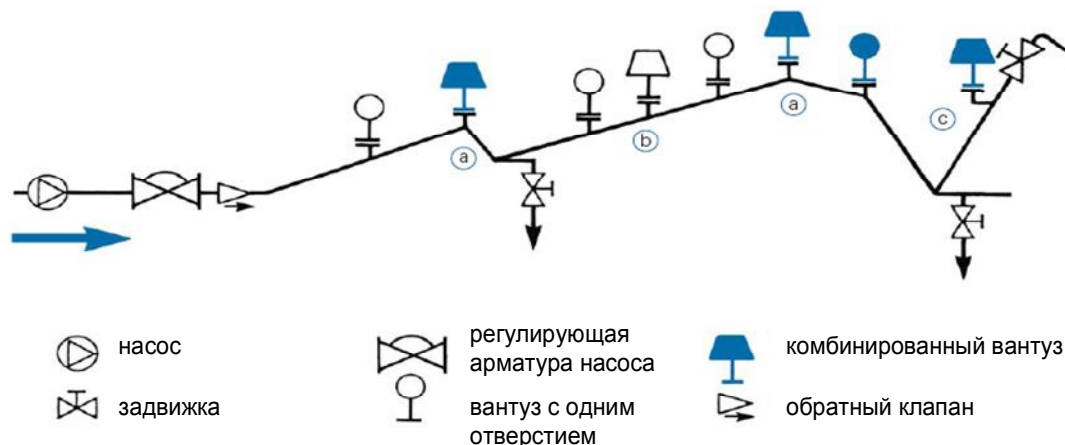 a
b
a
c
насос
регулирующая
арматура насоса
комбинированный вантуз
задвижка
вантуз с одним
отверстием
обратный клапан